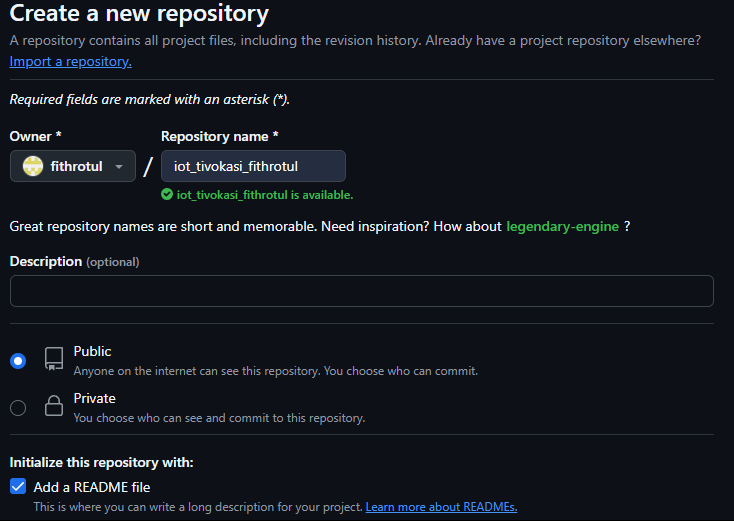 Create a new repository
A repository contains all project files, including the revision history. Already have a project repository elsewhere?
Import a repository.
Required fields are marked with an asterisk (*).
Owner * Repository name *
fithrotul / iot_tivokasi_fithrotul
iot_tivokasi_fithrotul is available.
Great repository names are short and memorable. Need inspiration? How about legendary-engine ?
Description (optional)
Public
Anyone on the internet can see this repository. You choose who can commit.
Private
You choose who can see and commit to this repository.
Initialize this repository with:
Add a README file
This is where you can write a long description for your project. Learn more about READMEs.